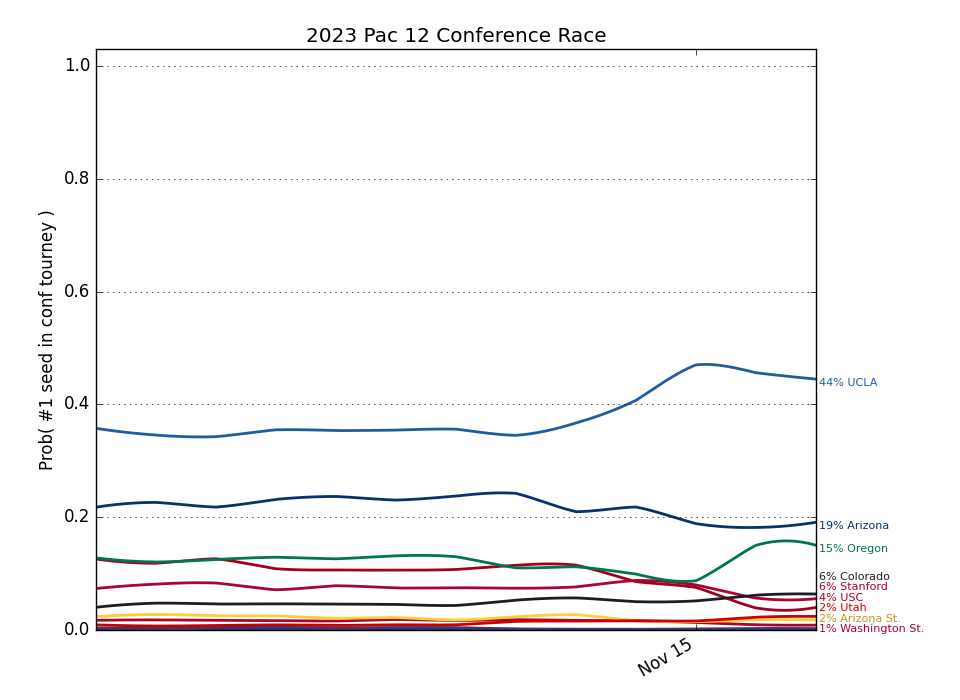 2023 Pac 12 Conference Race
1.0
0.8
0.6
0.4
0.2
0.0
Prob( #1 seed in conf tourney )
44% UCLA
19% Arizona
15% Oregon
6% Colorado
6% Stanford
4% USC
2% Utah
2% Arizona St.
1% Washington St.
Nov 15